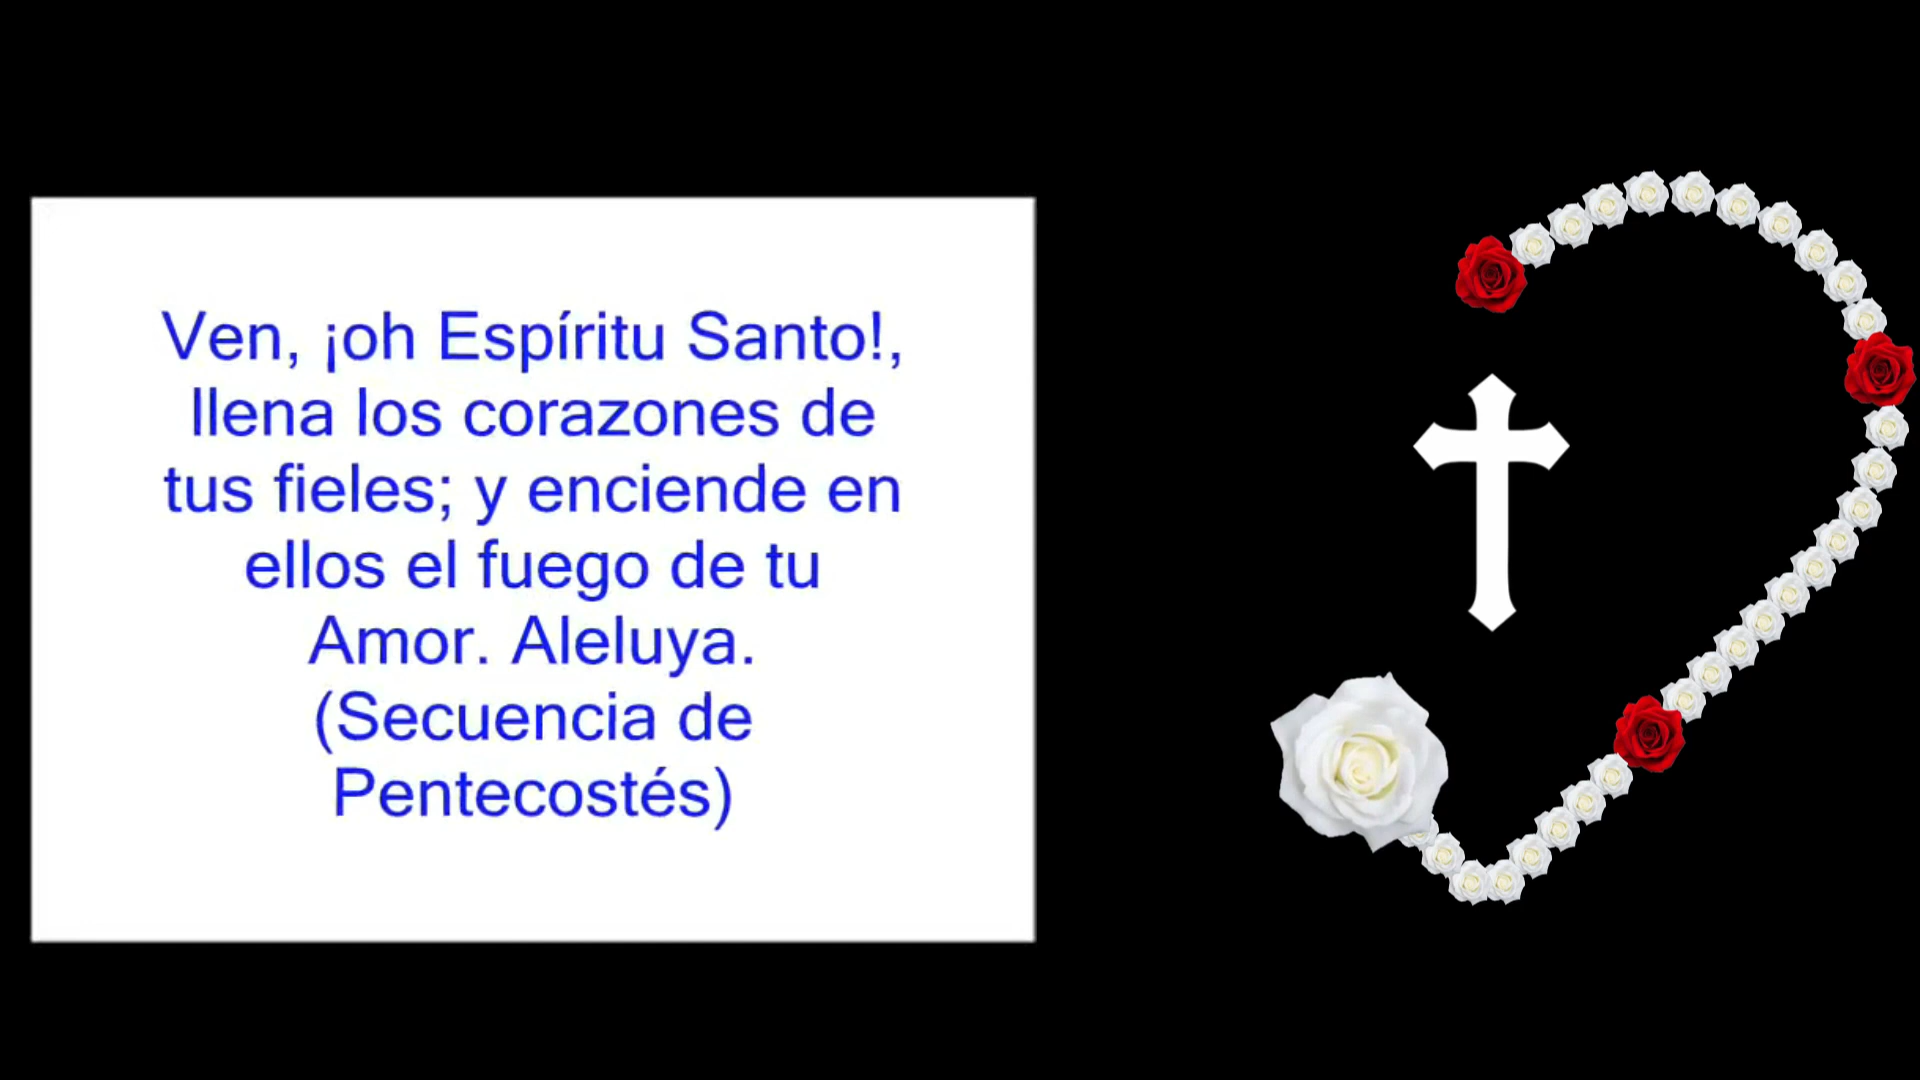 Ven, ¡oh Espíritu Santo!,
llena los corazones de
tus fieles; y enciende en
ellos el fuego de tu
Amor. Aleluya.
(Secuencia de
Pentecostés)